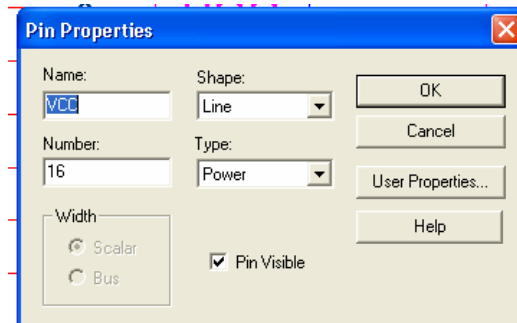 Pin Properties
Name:
VCC
Shape:
Line
OK
Cancel
Number:
16
Type:
Power
User Properties...
Width
Scalar
Bus
Pin Visible
Help